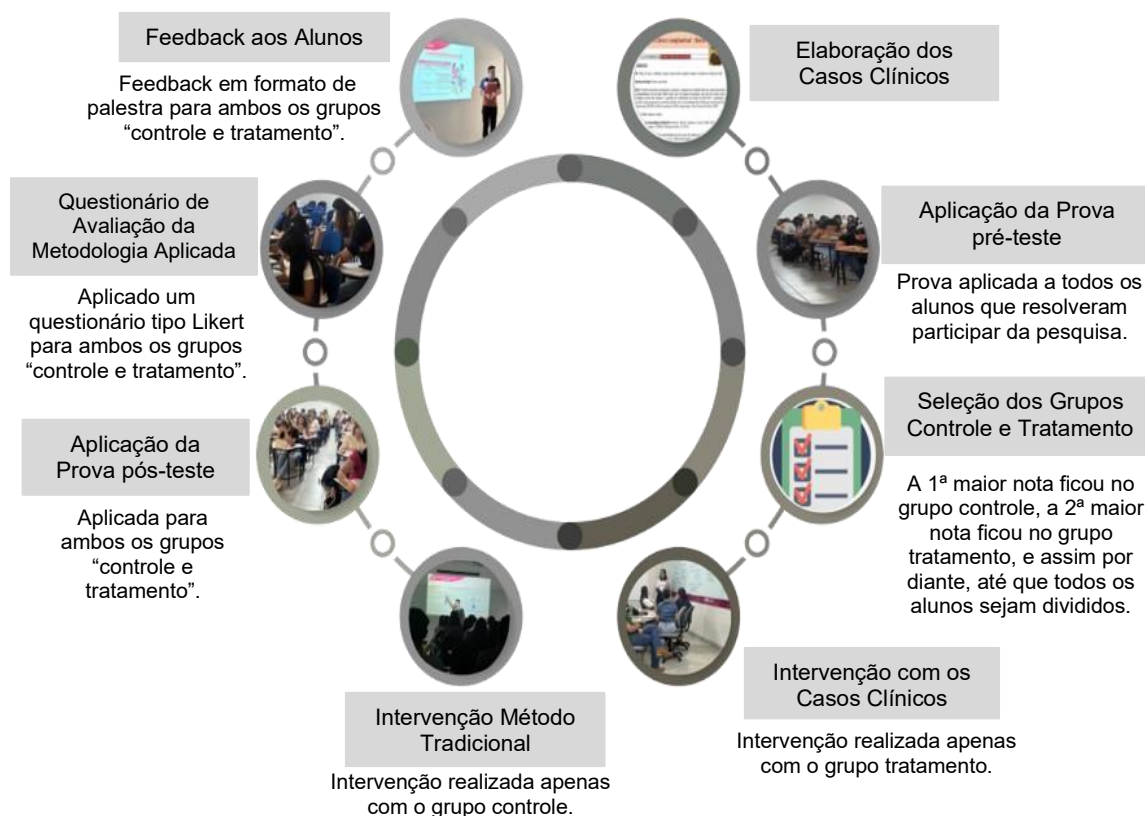 Elaboração dos
Casos Clínicos
Aplicação da Prova
pré-teste
Prova aplicada a todos os
alunos que resolveram
participar da pesquisa.
Seleção dos Grupos
Controle e Tratamento
A 1ª maior nota ficou no
grupo controle, a 2ª maior
nota ficou no grupo
tratamento, e assim por
diante, até que todos os
alunos sejam divididos.
Intervenção com os
Casos Clínicos
Intervenção realizada apenas
com o grupo tratamento.
Intervenção Método
Tradicional
Intervenção realizada apenas
com o grupo controle.
Aplicação da
Prova pós-teste
Aplicada para
ambos os grupos
“controle e
tratamento”.
Questionário de
Avaliação da
Metodologia Aplicada
Aplicado um
questionário tipo Likert
para ambos os grupos
“controle e tratamento”.
Feedback aos Alunos
Feedback em formato de
palestra para ambos os grupos
“controle e tratamento”.